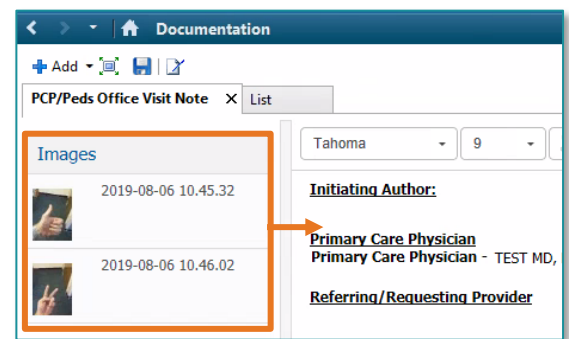 Documentation
Add
PCP/Peds Office Visit Note X List
Images
2019-08-06 10.45.32
2019-08-06 10.46.02
Tahoma 9
Initiating Author:
Primary Care Physician
Primary Care Physician - TEST MD,
Referring/Requesting Provider